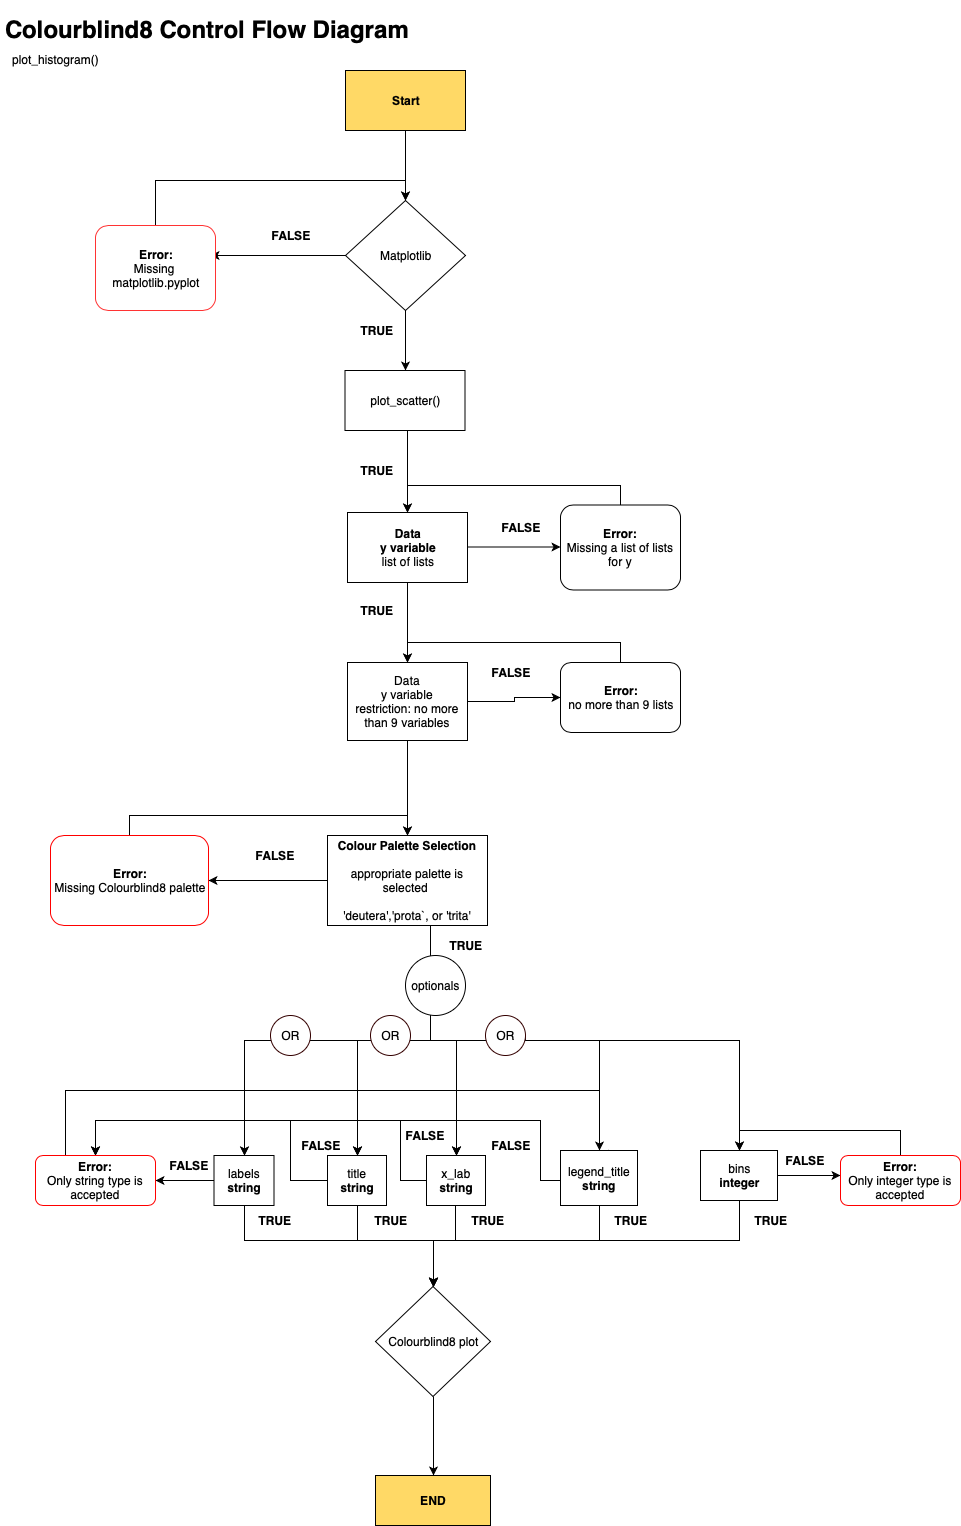 Colourblind8 Control Flow Diagram
plot_histogram()
Start
FALSE
Matplotlib
Error:
Missing
matplotlib.pyplot
TRUE
plot_scatter()
TRUE
Data
y variable
list of lists
FALSE
Error:
Missing a list of lists
for y
TRUE
Data
y variable
restriction: no more
than 9 variables
FALSE
Error:
no more than 9 lists
Colour Palette Selection
appropriate palette is
selected
'deutera','prota`, or 'trita'
FALSE
Error:
Missing Colourblind8 palette
TRUE
optionals
OR
OR
OR
Error:
Only string type is
accepted
FALSE
labels
string
FALSE
title
string
FALSE
x_lab
string
FALSE
legend_title
string
bins
integer
FALSE
Error:
Only integer type is
accepted
TRUE
TRUE
TRUE
TRUE
TRUE
Colourblind8 plot
END